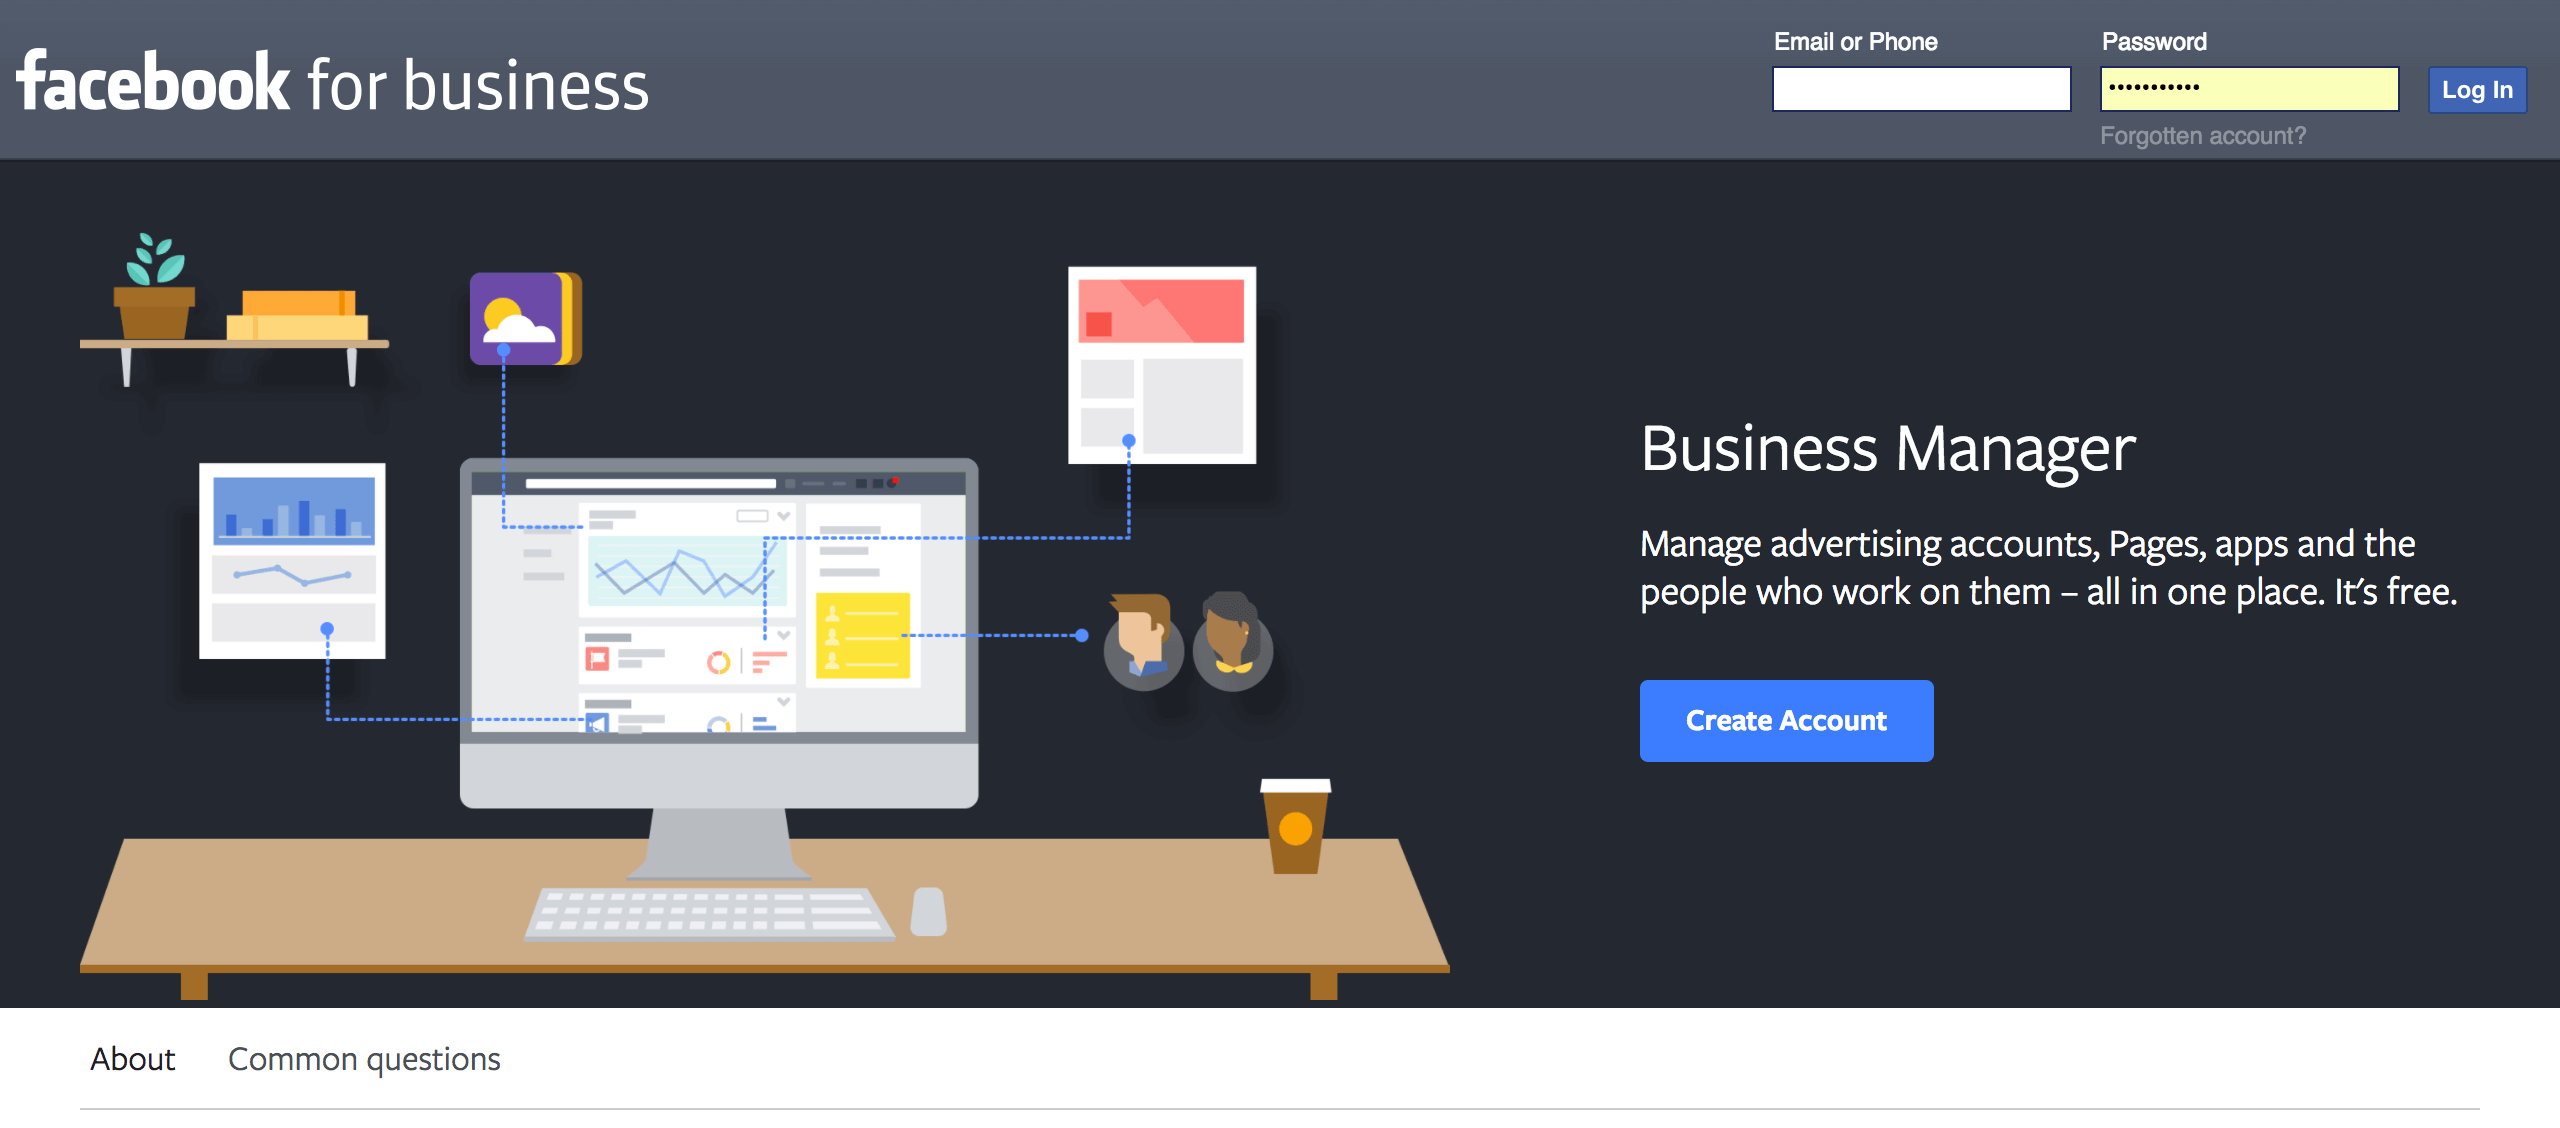 facebook for business
Email or Phone
Password
•••••••••••
Log In
Forgotten account?
Business Manager
Manage advertising accounts, Pages, apps and the
people who work on them – all in one place. It's free.
Create Account
About
Common questions